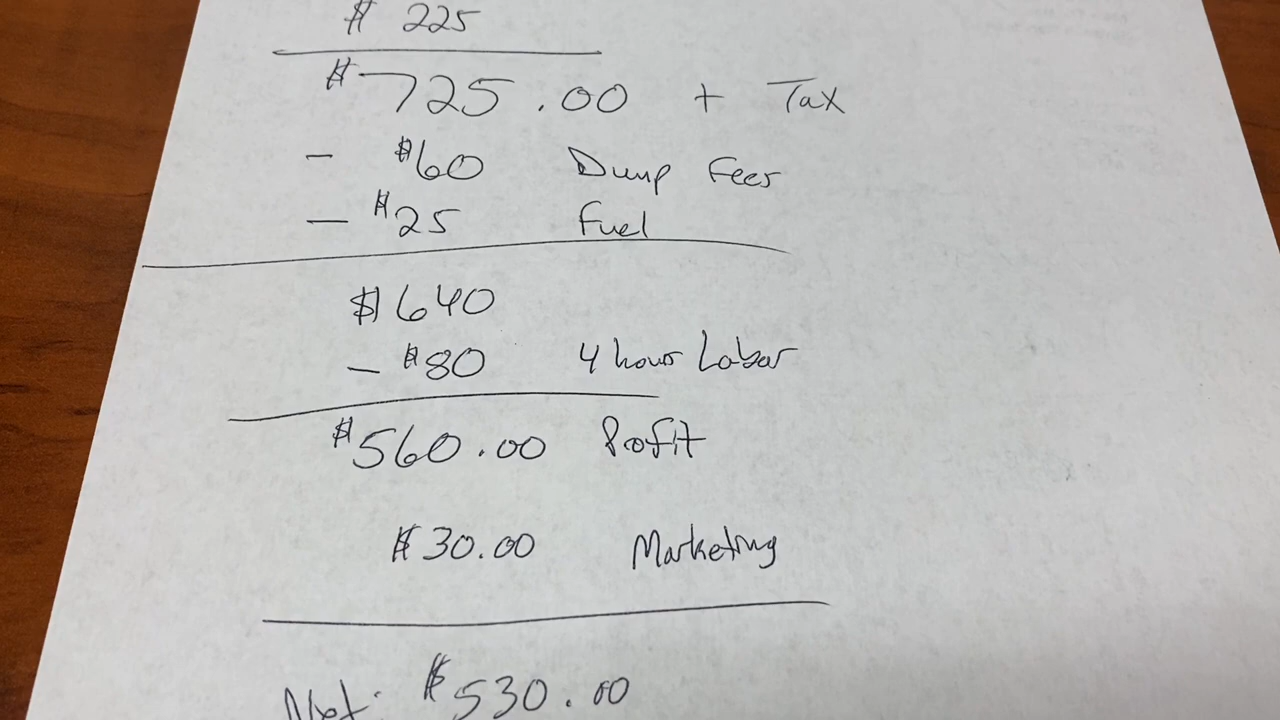 $ 225
$725.00 + Tax
- $60 Dump Fees
- $25 Fuel
$640
- $80 4 hour Labor
$560.00 Profit
$30.00 Marketing
Net: $530.00